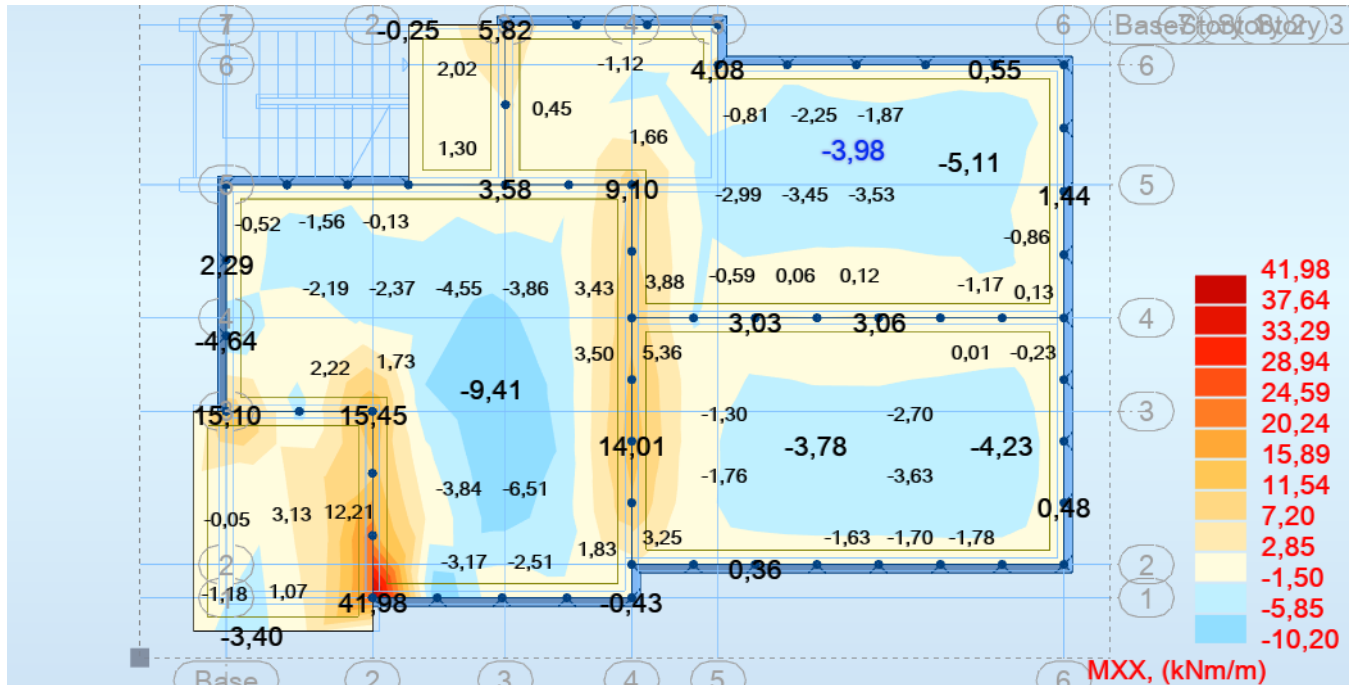 7 2 -0,25 5,82 4 5 6 Base Story Story 2 3
6 2,02 -1,12 4,08 0,55 6
0,45 -0,81 -2,25 -1,87
1,30 1,66 -3,98 -5,11
5 3,58 9,10 -2,99 -3,45 -3,53 1,44 5
-0,52 -1,56 -0,13 -0,86
2,29
-2,19 -2,37 -4,55 -3,86 3,43 3,88 -0,59 0,06 0,12 -1,17 0,13
41,98
37,64
4 3,03 3,06 4
33,29
-4,64
3,50 5,36 0,01 -0,23
28,94
2,22 1,73
-9,41
24,59
15,10 15,45 -1,30 -2,70 3
20,24
14,01 -3,78 -4,23
15,89
-1,76 -3,63
-3,84 -6,51
11,54
-0,05 3,13 12,21 0,48
7,20
1,83 3,25 -1,63 -1,70 -1,78
2,85
2 -3,17 -2,51 0,36 2
-1,50
-1,18 1,07
1 41,98 -0,43 1
-5,85
-3,40
-10,20
MXX, (kNm/m)
Base 2 3 4 5 6